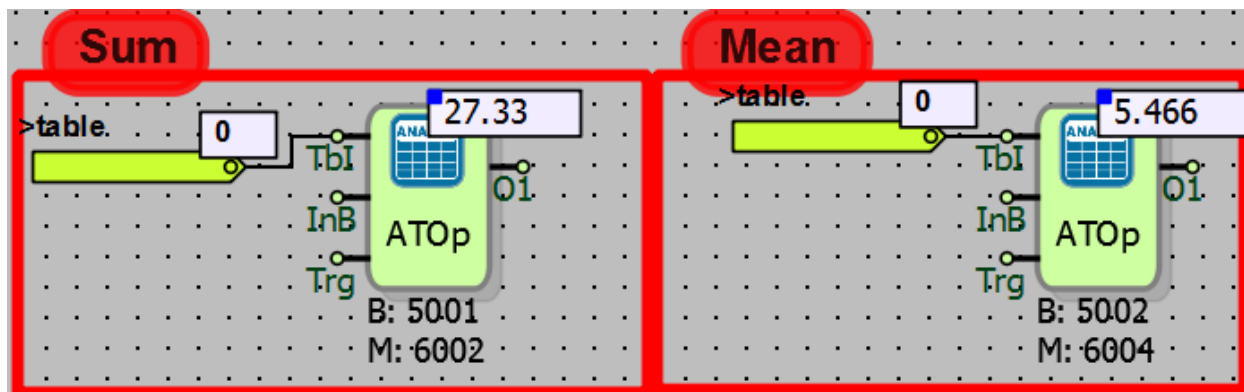 Sum
>table.
0
27.33
ANA
TbI
O1
InB
ATOp
Trg
B: 5001
M: 6002
Mean
>table.
0
5.466
ANA
TbI
O1
InB
ATOp
Trg
B: 5002
M: 6004